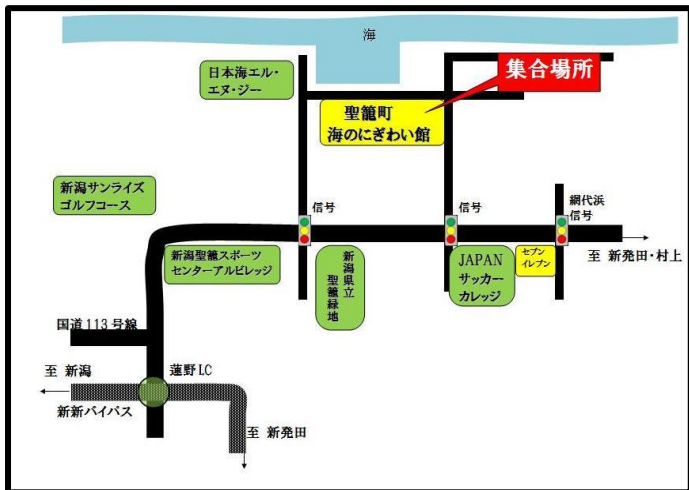 海
集合場所
日本海エル・
エヌ・ジー
聖籠町
海のにぎわい館
新潟サンライズ
ゴルフコース
信号
信号
網代浜
信号
新潟聖籠スポーツ
センターアルビレッジ
新潟県立
聖籠緑地
JAPAN
サッカー
カレッジ
セブン
イレブン
至 新発田・村上
国道113号線
至 新潟
蓮野I.C
新新バイパス
至 新発田